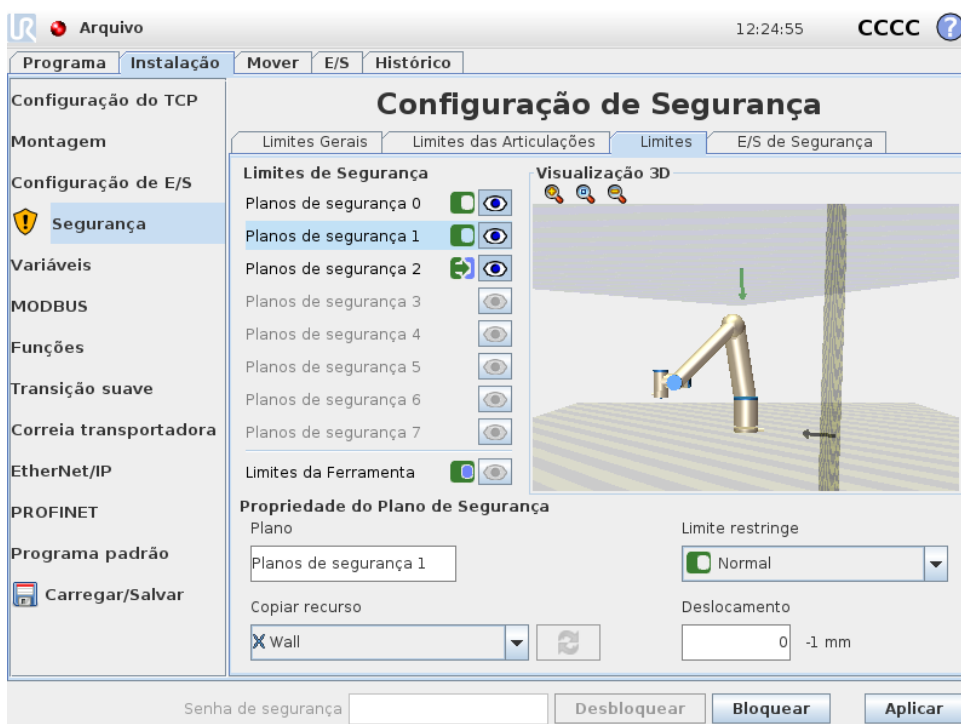 UR Arquivo 12:24:55 CCCC ?
Programa Instalação Mover E/S Histórico
Configuração do TCP
Montagem
Configuração de E/S
Segurança
Variáveis
MODBUS
Funções
Transição suave
Correia transportadora
EtherNet/IP
PROFINET
Programa padrão
Carregar/Salvar
Configuração de Segurança
Limites Gerais Limites das Articulações Limites E/S de Segurança
Limites de Segurança
Planos de segurança 0
Planos de segurança 1
Planos de segurança 2
Planos de segurança 3
Planos de segurança 4
Planos de segurança 5
Planos de segurança 6
Planos de segurança 7
Limites da Ferramenta
Visualização 3D
Propriedade do Plano de Segurança
Plano
Planos de segurança 1
Limite restringe
Normal
Copiar recurso
Wall
Deslocamento
0 -1 mm
Senha de segurança Desbloquear Bloquear Aplicar